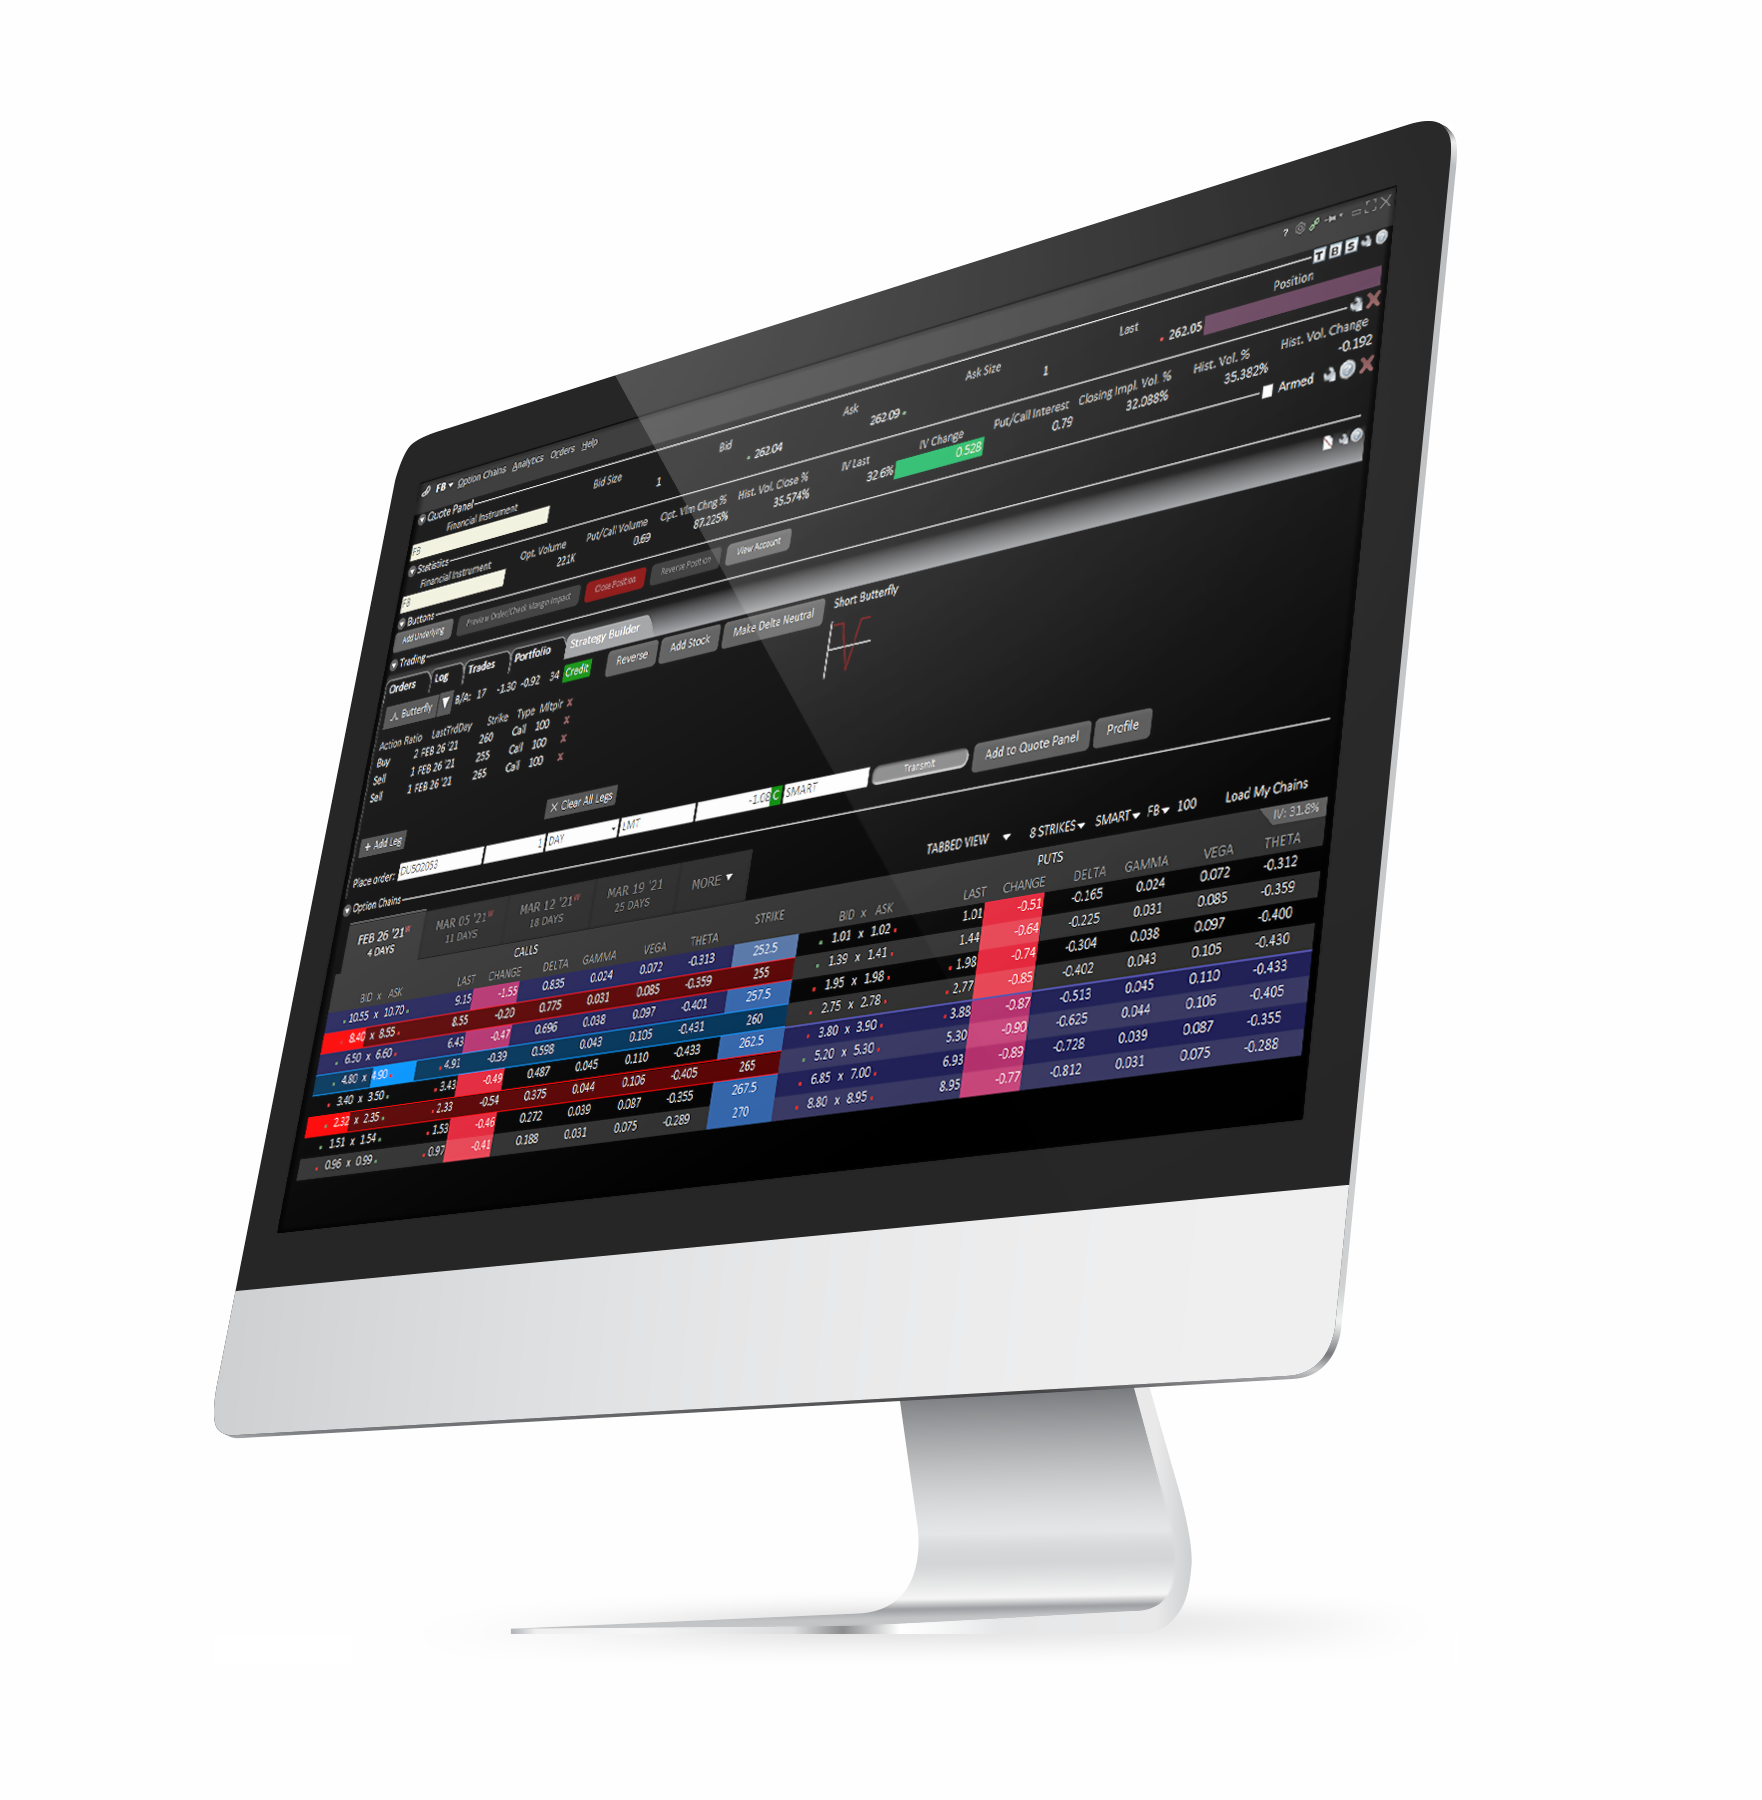 FB Option Chains Analytics Orders Help ?
Quote Panel T B S
Financial Instrument Bid Size Bid Ask Ask Size Last Position
FB 1 262.04 262.09 1 262.05
Statistics
Financial Instrument Opt. Volume Put/Call Volume Opt. Vlm Chng % Hist. Vol. Close % IV Last IV Change Put/Call Interest Closing Impl. Vol. % Hist. Vol. % Hist. Vol. Change
FB 221K 0.69 87.225% 35.574% 32.6% 0.528 0.79 32.088% 35.382% -0.192
Buttons Armed
Add Underlying Preview Order/Check Margin Impact Close Position Reverse Position View Account
Trading
Orders Log Trades Portfolio Strategy Builder
Butterfly B/A: 17 -1.30 -0.92 34 Credit Reverse Add Stock Make Delta Neutral Short Butterfly
Action Ratio LastTrdDay Strike Type Mltplr X
Buy 2 FEB 26 '21 260 Call 100 X
Sell 1 FEB 26 '21 255 Call 100 X
Sell 1 FEB 26 '21 265 Call 100 X
+ Add Leg X Clear All Legs
Place order: DU502053 1 DAY LMT -1.08 C SMART Transmit Add to Quote Panel Profile
Option Chains
TABBED VIEW 8 STRIKES SMART FB 100 Load My Chains
FEB 26 '21 W MAR 05 '21 W MAR 12 '21 W MAR 19 '21 MORE IV: 31.8%
4 DAYS 11 DAYS 18 DAYS 25 DAYS
CALLS STRIKE PUTS
BID x ASK LAST CHANGE DELTA GAMMA VEGA THETA BID x ASK LAST CHANGE DELTA GAMMA VEGA THETA
10.55 x 10.70 9.15 -1.55 0.835 0.024 0.072 -0.313 252.5 1.01 x 1.02 1.01 -0.51 -0.165 0.024 0.072 -0.312
8.40 x 8.55 8.55 -0.20 0.775 0.031 0.085 -0.359 255 1.39 x 1.41 1.44 -0.64 -0.225 0.031 0.085 -0.359
6.50 x 6.60 6.43 -0.47 0.696 0.038 0.097 -0.401 257.5 1.95 x 1.98 1.98 -0.74 -0.304 0.038 0.097 -0.400
4.80 x 4.90 4.91 -0.39 0.598 0.043 0.105 -0.431 260 2.75 x 2.78 2.77 -0.85 -0.402 0.043 0.105 -0.430
3.40 x 3.50 3.43 -0.49 0.487 0.045 0.110 -0.433 262.5 3.80 x 3.90 3.88 -0.87 -0.513 0.045 0.110 -0.433
2.32 x 2.35 2.33 -0.54 0.375 0.044 0.106 -0.405 265 5.20 x 5.30 5.30 -0.90 -0.625 0.044 0.106 -0.405
1.51 x 1.54 1.53 -0.46 0.272 0.039 0.087 -0.355 267.5 6.85 x 7.00 6.93 -0.89 -0.728 0.039 0.087 -0.355
0.96 x 0.99 0.97 -0.41 0.188 0.031 0.075 -0.289 270 8.80 x 8.95 8.95 -0.77 -0.812 0.031 0.075 -0.288